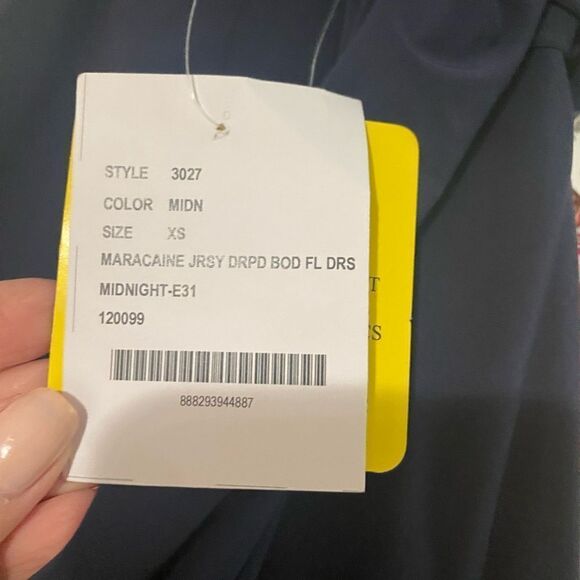 STYLE 3027
COLOR MIDN
SIZE XS
MARACAINE JRSY DRPD BOD FL DRS
MIDNIGHT-E31
120099
888293944887
T
S